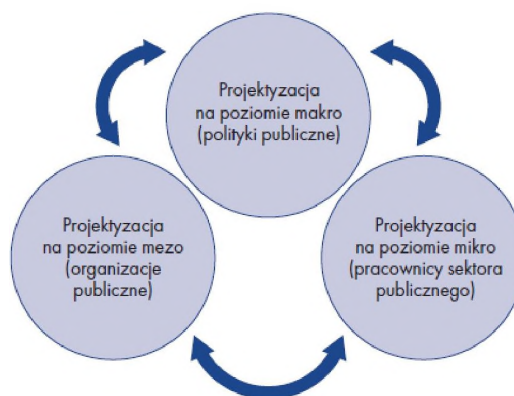 Projektyzacja
na poziomie makro
(polityki publiczne)
Projektyzacja
na poziomie mezo
(organizacje
publiczne)
Projektyzacja
na poziomie mikro
(pracownicy sektora
publicznego)